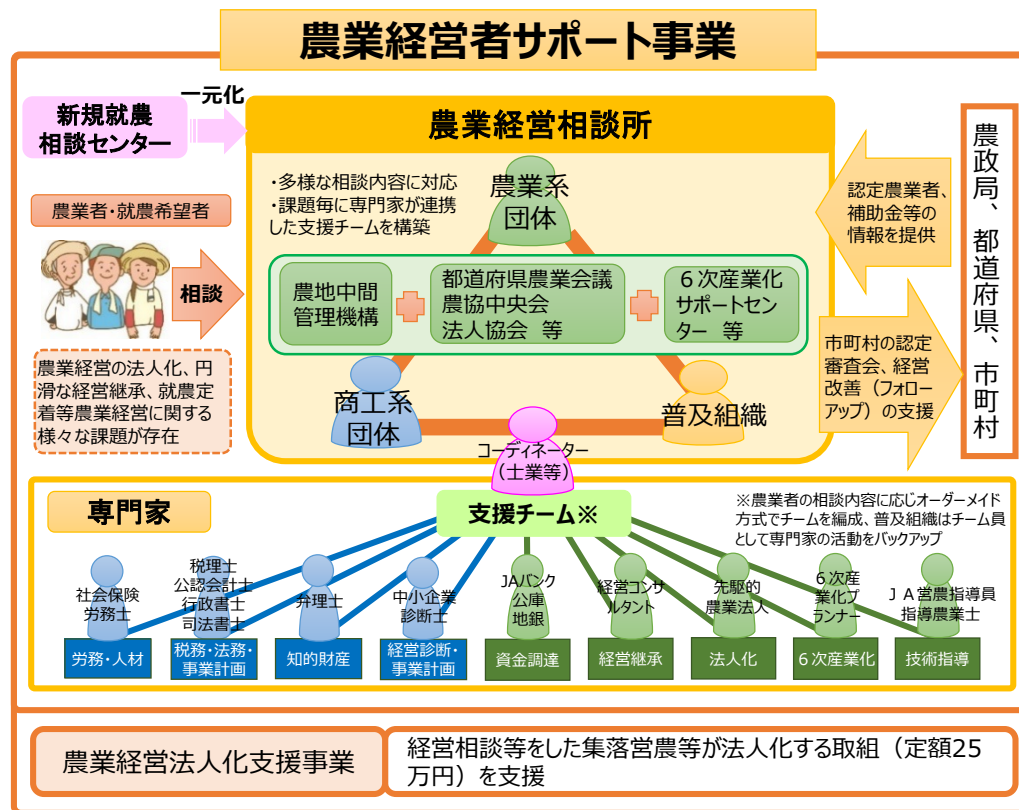 農業経営者サポート事業
一元化
新規就農
相談センター
農業経営相談所
・多様な相談内容に対応
・課題毎に専門家が連携
した支援チームを構築
農業系
団体
農業者・就農希望者
相談
農地中間
管理機構
都道府県農業会議
農協中央会
法人協会 等
６次産業化
サポートセン
ター 等
農業経営の法人化、円
滑な経営継承、就農定
着等農業経営に関する
様々な課題が存在
商工系
団体
普及組織
コーディネーター
（士業等）
認定農業者、
補助金等の
情報を提供
市町村の認定
審査会、経営
改善（フォロー
アップ）の支援
農政局、都道府県、市町村
専門家
支援チーム※
※農業者の相談内容に応じオーダーメイド
方式でチームを編成、普及組織はチーム員
として専門家の活動をバックアップ
社会保険
労務士
労務・人材
税理士
公認会計士
行政書士
司法書士
税務・法務・
事業計画
弁理士
知的財産
中小企業
診断士
経営診断・
事業計画
JAバンク
公庫
地銀
資金調達
経営コンサ
ルタント
経営継承
先駆的
農業法人
法人化
６次産
業化プ
ランナー
６次産業化
ＪＡ営農指導員
指導農業士
技術指導
農業経営法人化支援事業
経営相談等をした集落営農等が法人化する取組（定額25
万円）を支援